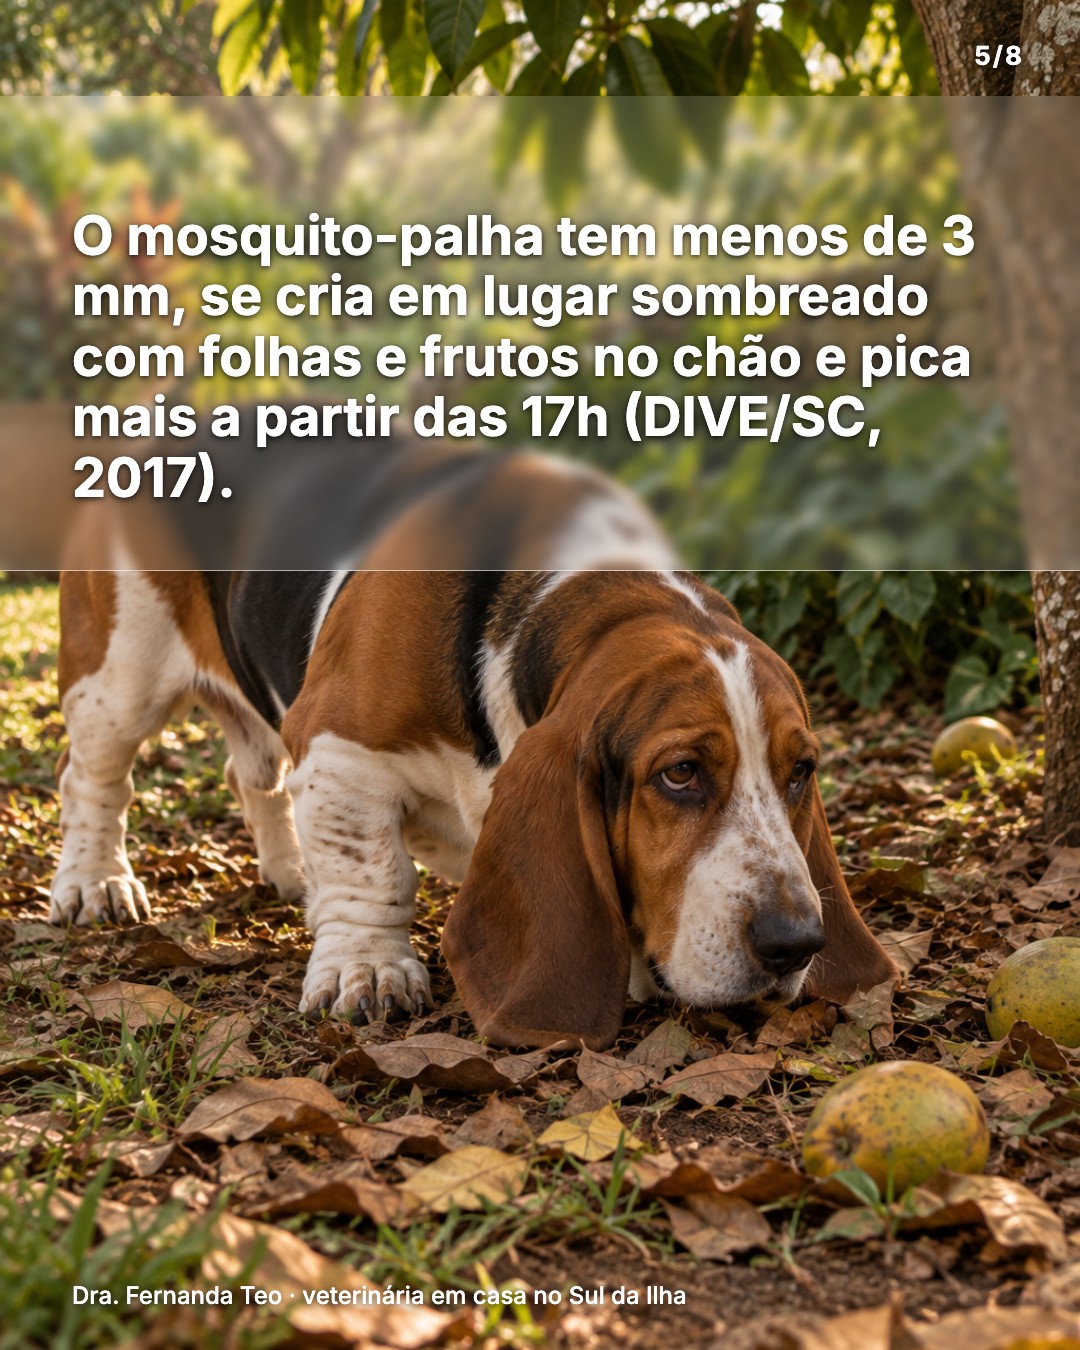 5/8
O mosquito-palha tem menos de 3
mm, se cria em lugar sombreado
com folhas e frutos no chão e pica
mais a partir das 17h (DIVE/SC,
2017).
Dra. Fernanda Teo · veterinária em casa no Sul da Ilha